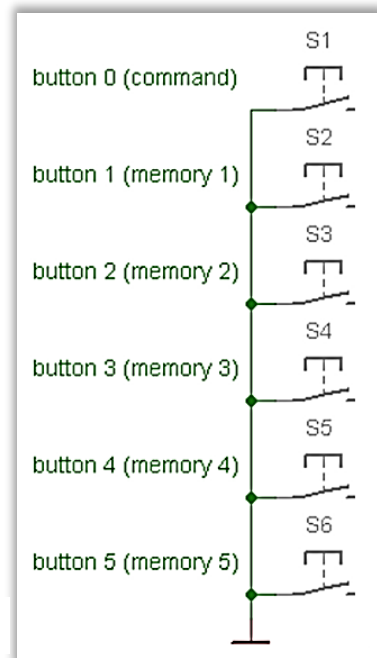 S1
button 0 (command)
S2
button 1 (memory 1)
S3
button 2 (memory 2)
S4
button 3 (memory 3)
S5
button 4 (memory 4)
S6
button 5 (memory 5)